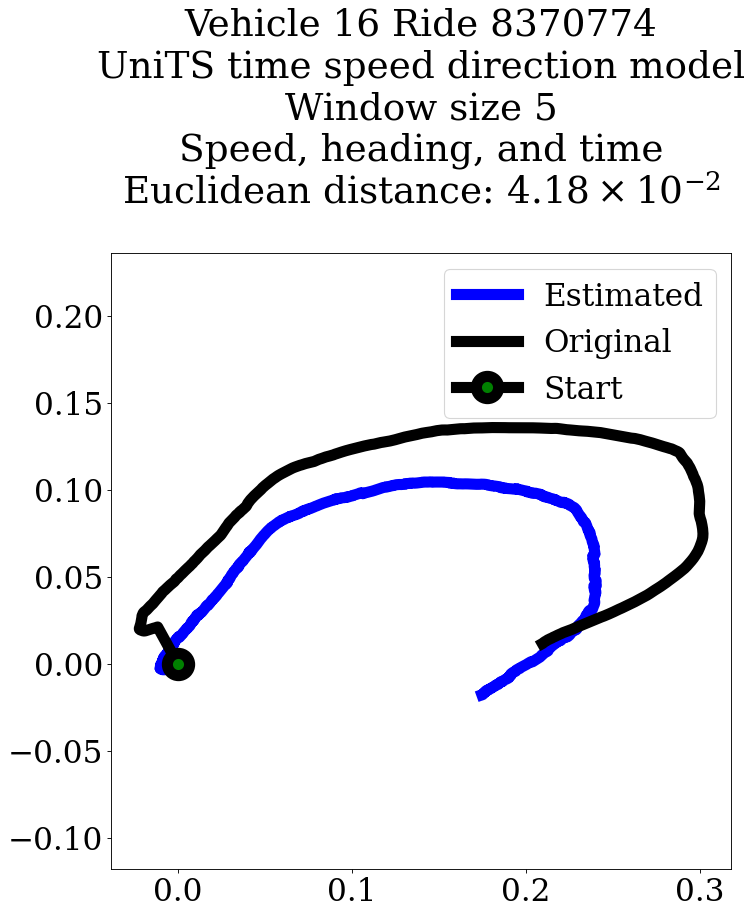 Vehicle 16 Ride 8370774
UniTS time speed direction model
Window size 5
Speed, heading, and time
Euclidean distance: 4.18 × 10⁻²
Estimated
Original
Start
0.20
0.15
0.10
0.05
0.00
−0.05
−0.10
0.0 0.1 0.2 0.3